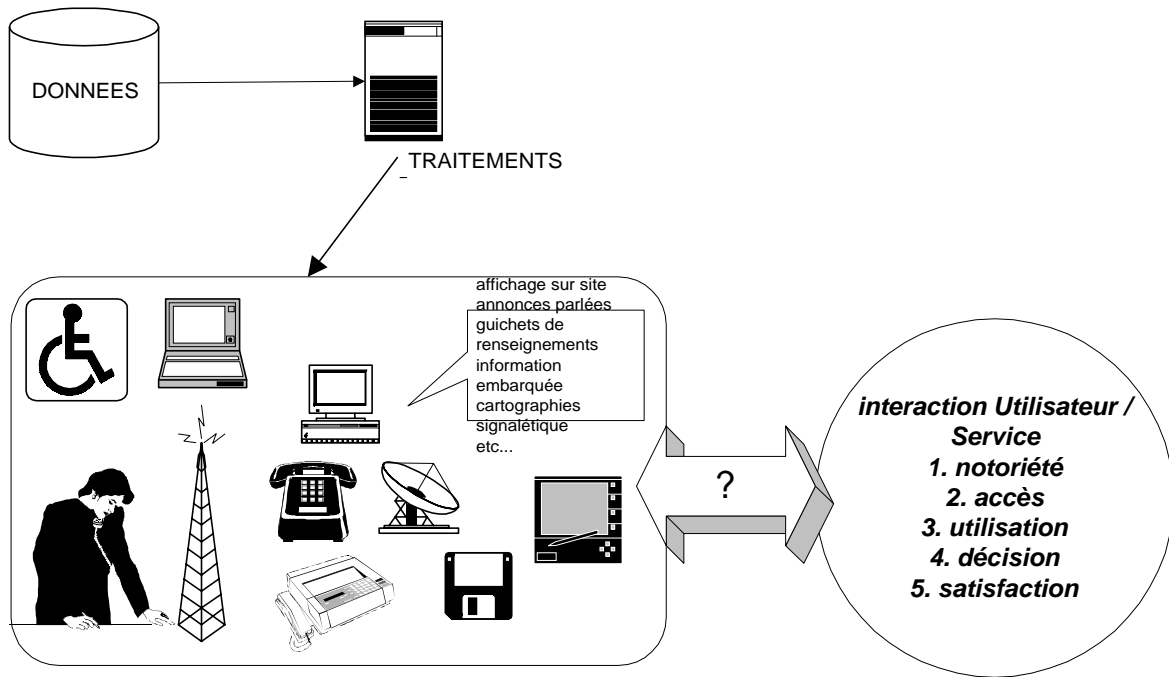 DONNEES
TRAITEMENTS
affichage sur site
annonces parlées
guichets de
renseignements
information
embarquée
cartographies
signalétique
etc...
?
interaction Utilisateur /
Service
1. notoriété
2. accès
3. utilisation
4. décision
5. satisfaction